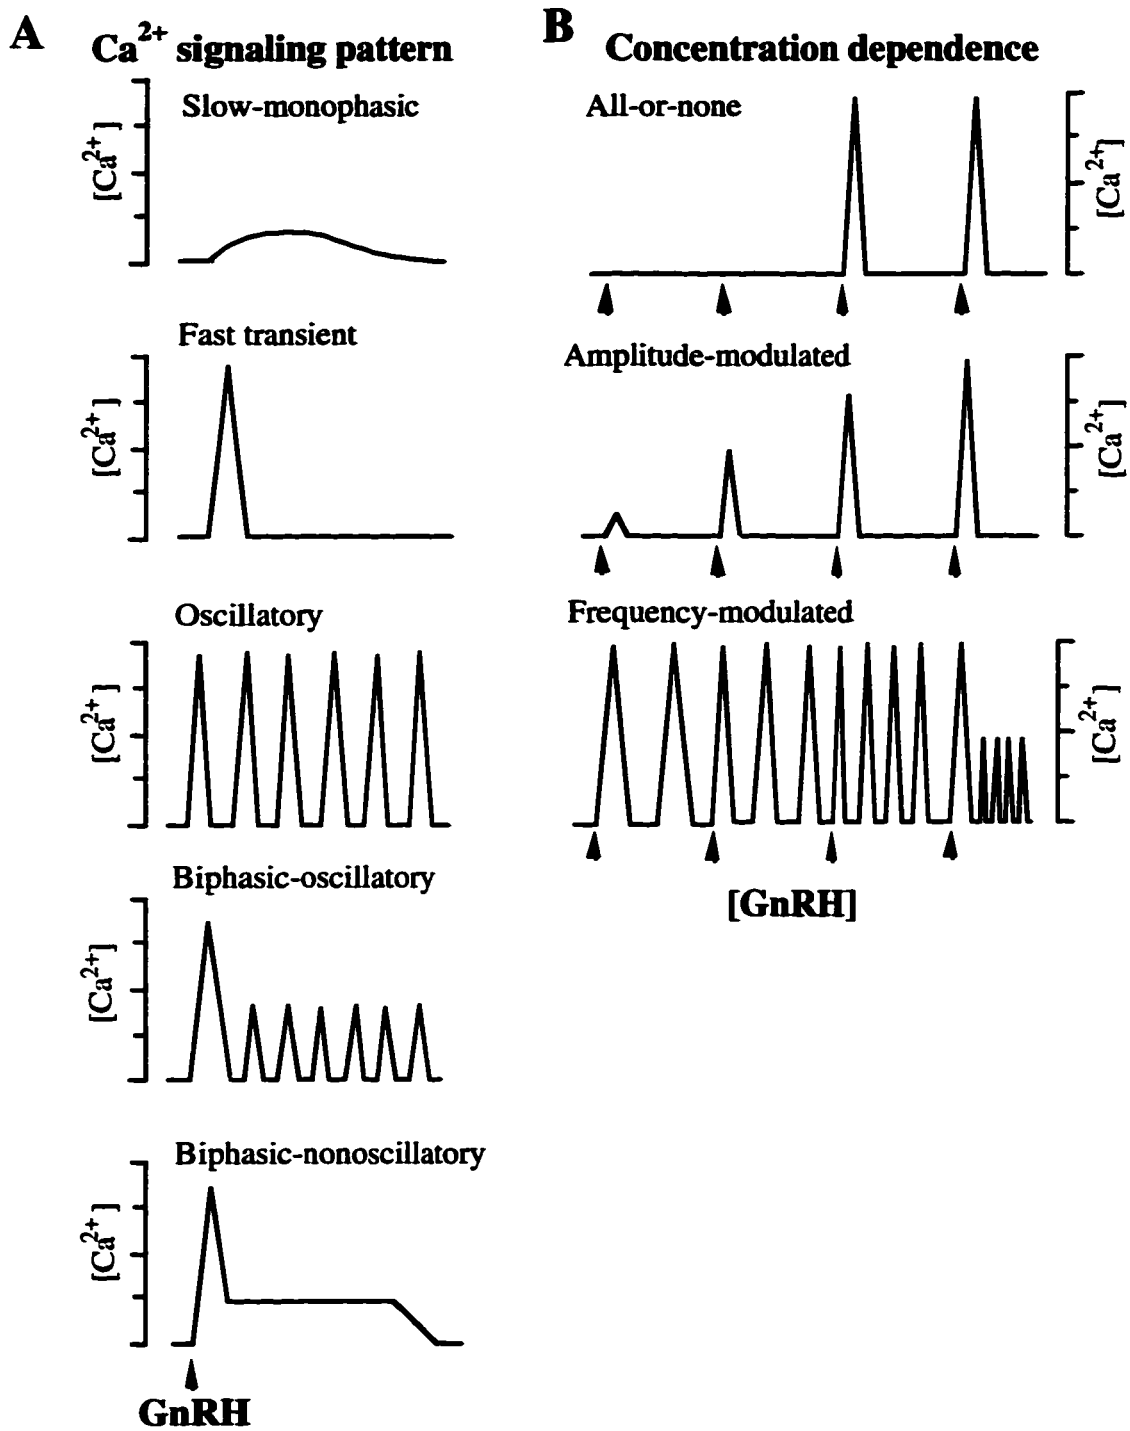 A
Ca2+ signaling pattern
Slow-monophasic
[Ca2+]
Fast transient
[Ca2+]
Oscillatory
[Ca2+]
Biphasic-oscillatory
[Ca2+]
Biphasic-nonoscillatory
[Ca2+]
GnRH
B
Concentration dependence
All-or-none
[Ca2+]
Amplitude-modulated
[Ca2+]
Frequency-modulated
[Ca2+]
[GnRH]